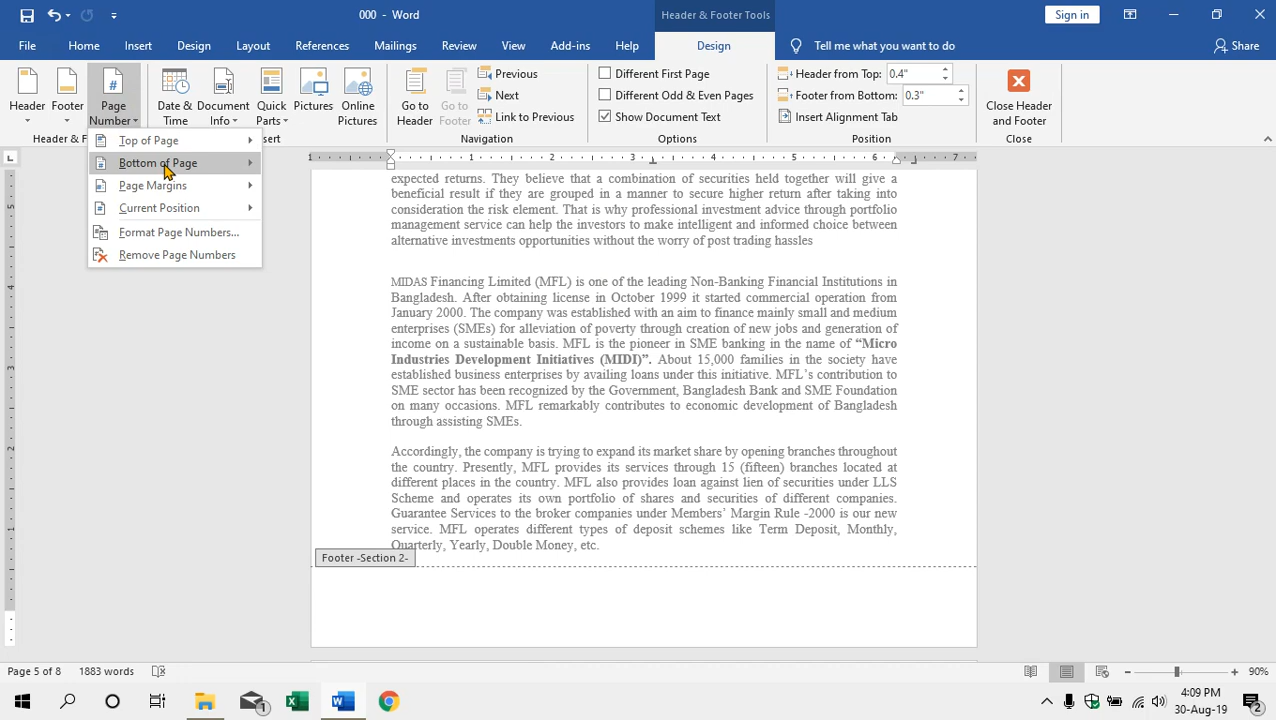 000 - Word
Header & Footer Tools
Sign in
File
Home
Insert
Design
Layout
References
Mailings
Review
View
Add-ins
Help
Design
Tell me what you want to do
Share
Header
Footer
Page
Number
Date &
Time
Document
Info
Quick
Parts
Pictures
Online
Pictures
Go to
Header
Go to
Footer
Previous
Next
Link to Previous
Different First Page
Different Odd & Even Pages
Show Document Text
Header from Top: 0.4"
Footer from Bottom: 0.3"
Insert Alignment Tab
Close Header
and Footer
Header & F
sert
Navigation
Options
Position
Close
Top of Page
Bottom of Page
Page Margins
Current Position
Format Page Numbers...
Remove Page Numbers
1 1 2 3 4 5 6 7
5
4
3
2
1
expected returns. They believe that a combination of securities held together will give a
beneficial result if they are grouped in a manner to secure higher return after taking into
consideration the risk element. That is why professional investment advice through portfolio
management service can help the investors to make intelligent and informed choice between
alternative investments opportunities without the worry of post trading hassles
MIDAS Financing Limited (MFL) is one of the leading Non-Banking Financial Institutions in
Bangladesh. After obtaining license in October 1999 it started commercial operation from
January 2000. The company was established with an aim to finance mainly small and medium
enterprises (SMEs) for alleviation of poverty through creation of new jobs and generation of
income on a sustainable basis. MFL is the pioneer in SME banking in the name of “Micro
Industries Development Initiatives (MIDI)”. About 15,000 families in the society have
established business enterprises by availing loans under this initiative. MFL’s contribution to
SME sector has been recognized by the Government, Bangladesh Bank and SME Foundation
on many occasions. MFL remarkably contributes to economic development of Bangladesh
through assisting SMEs.
Accordingly, the company is trying to expand its market share by opening branches throughout
the country. Presently, MFL provides its services through 15 (fifteen) branches located at
different places in the country. MFL also provides loan against lien of securities under LLS
Scheme and operates its own portfolio of shares and securities of different companies.
Guarantee Services to the broker companies under Members’ Margin Rule -2000 is our new
service. MFL operates different types of deposit schemes like Term Deposit, Monthly,
Quarterly, Yearly, Double Money, etc.
Footer -Section 2-
Page 5 of 8
1883 words
90%
1
4:09 PM
30-Aug-19
2